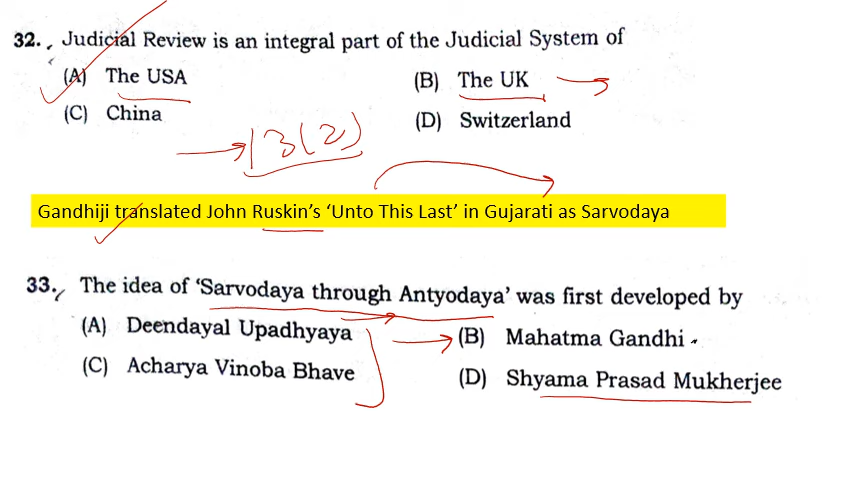 32. Judicial Review is an integral part of the Judicial System of
(A) The USA (B) The UK
(C) China (D) Switzerland
13(2)
Gandhiji translated John Ruskin's 'Unto This Last' in Gujarati as Sarvodaya
33. The idea of 'Sarvodaya through Antyodaya' was first developed by
(A) Deendayal Upadhyaya (B) Mahatma Gandhi
(C) Acharya Vinoba Bhave (D) Shyama Prasad Mukherjee